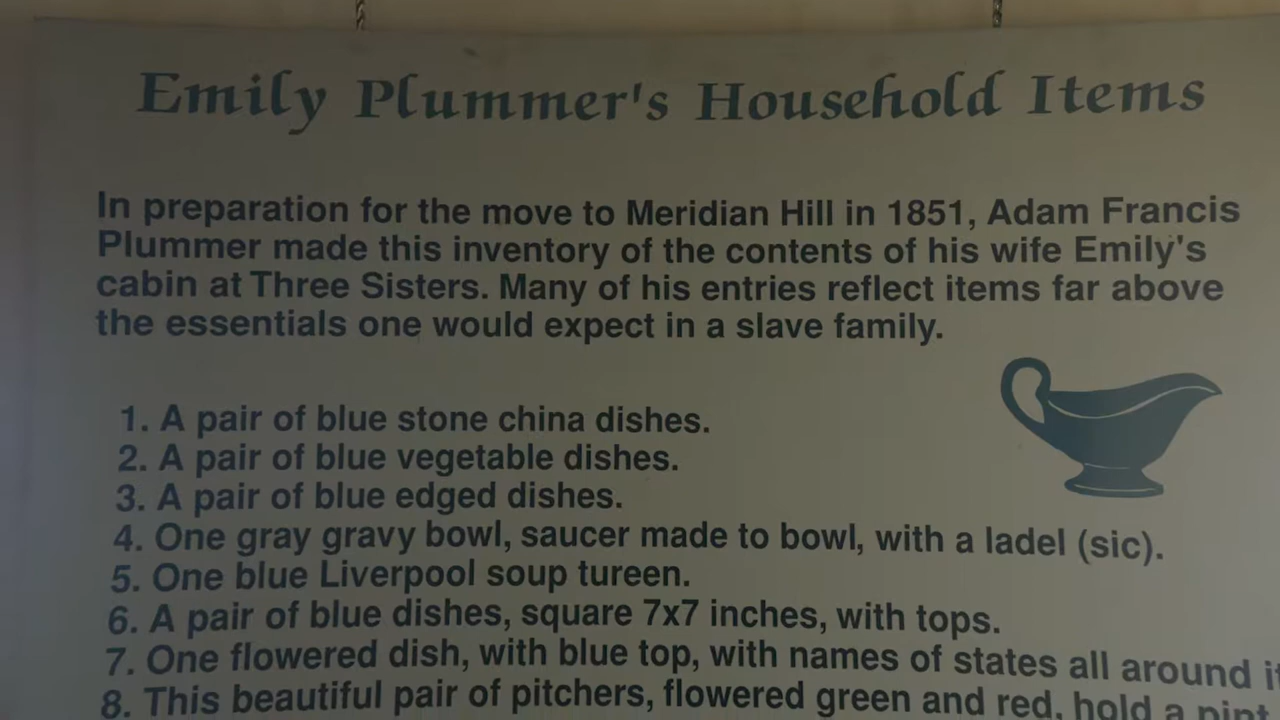 Emily Plummer's Household Items
In preparation for the move to Meridian Hill in 1851, Adam Francis
Plummer made this inventory of the contents of his wife Emily's
cabin at Three Sisters. Many of his entries reflect items far above
the essentials one would expect in a slave family.
1. A pair of blue stone china dishes.
2. A pair of blue vegetable dishes.
3. A pair of blue edged dishes.
4. One gray gravy bowl, saucer made to bowl, with a ladel (sic).
5. One blue Liverpool soup tureen.
6. A pair of blue dishes, square 7x7 inches, with tops.
7. One flowered dish, with blue top, with names of states all around it
8. This beautiful pair of pitchers, flowered green and red, hold a pint